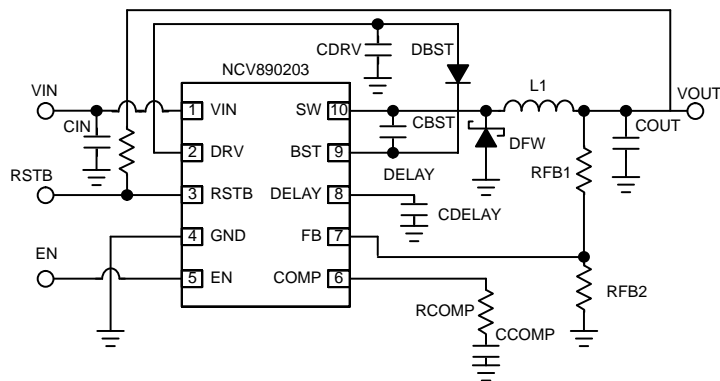 CDRV DBST
NCV890203
L1
VIN VOUT
CIN
1 VIN SW 10
CBST
COUT
DFW
2 DRV BST 9
DELAY
RFB1
RSTB
3 RSTB DELAY 8
CDELAY
4 GND FB 7
EN
5 EN COMP 6
RFB2
RCOMP
CCOMP